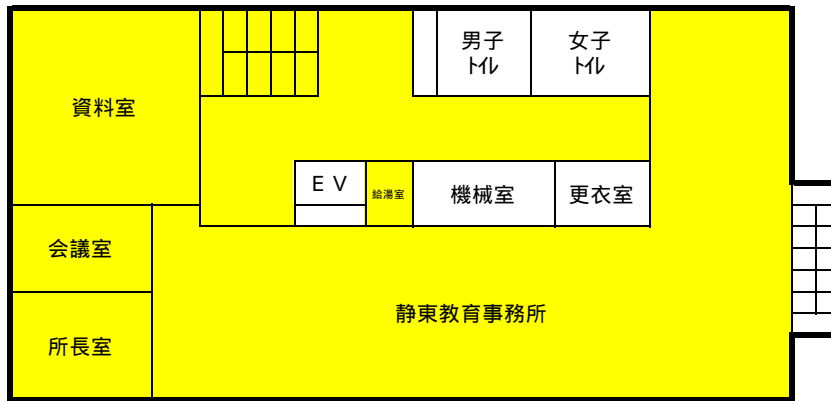 男子
トイレ
女子
トイレ
資料室
ＥＶ
給湯室
機械室
更衣室
会議室
静東教育事務所
所長室